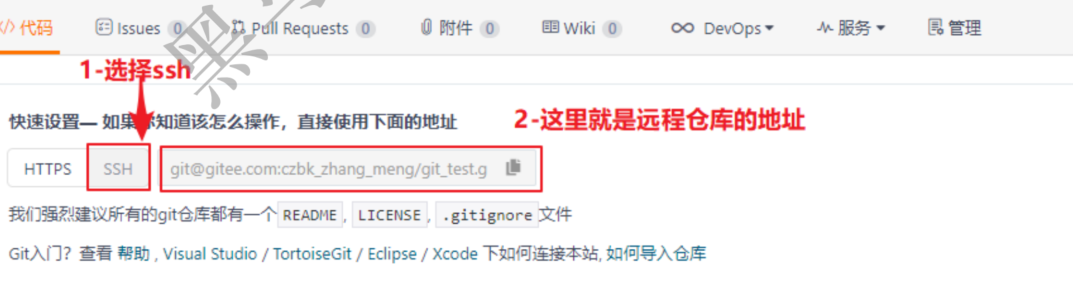 代码 Issues 0 Pull Requests 0 附件 0 Wiki 0 DevOps 服务 管理
1-选择ssh
快速设置— 如果你知道该怎么操作，直接使用下面的地址
2-这里就是远程仓库的地址
HTTPS SSH git@gitee.com:czbk_zhang_meng/git_test.g
我们强烈建议所有的git仓库都有一个 README , LICENSE , .gitignore 文件
Git入门？查看 帮助 , Visual Studio / TortoiseGit / Eclipse / Xcode 下如何连接本站, 如何导入仓库
黑